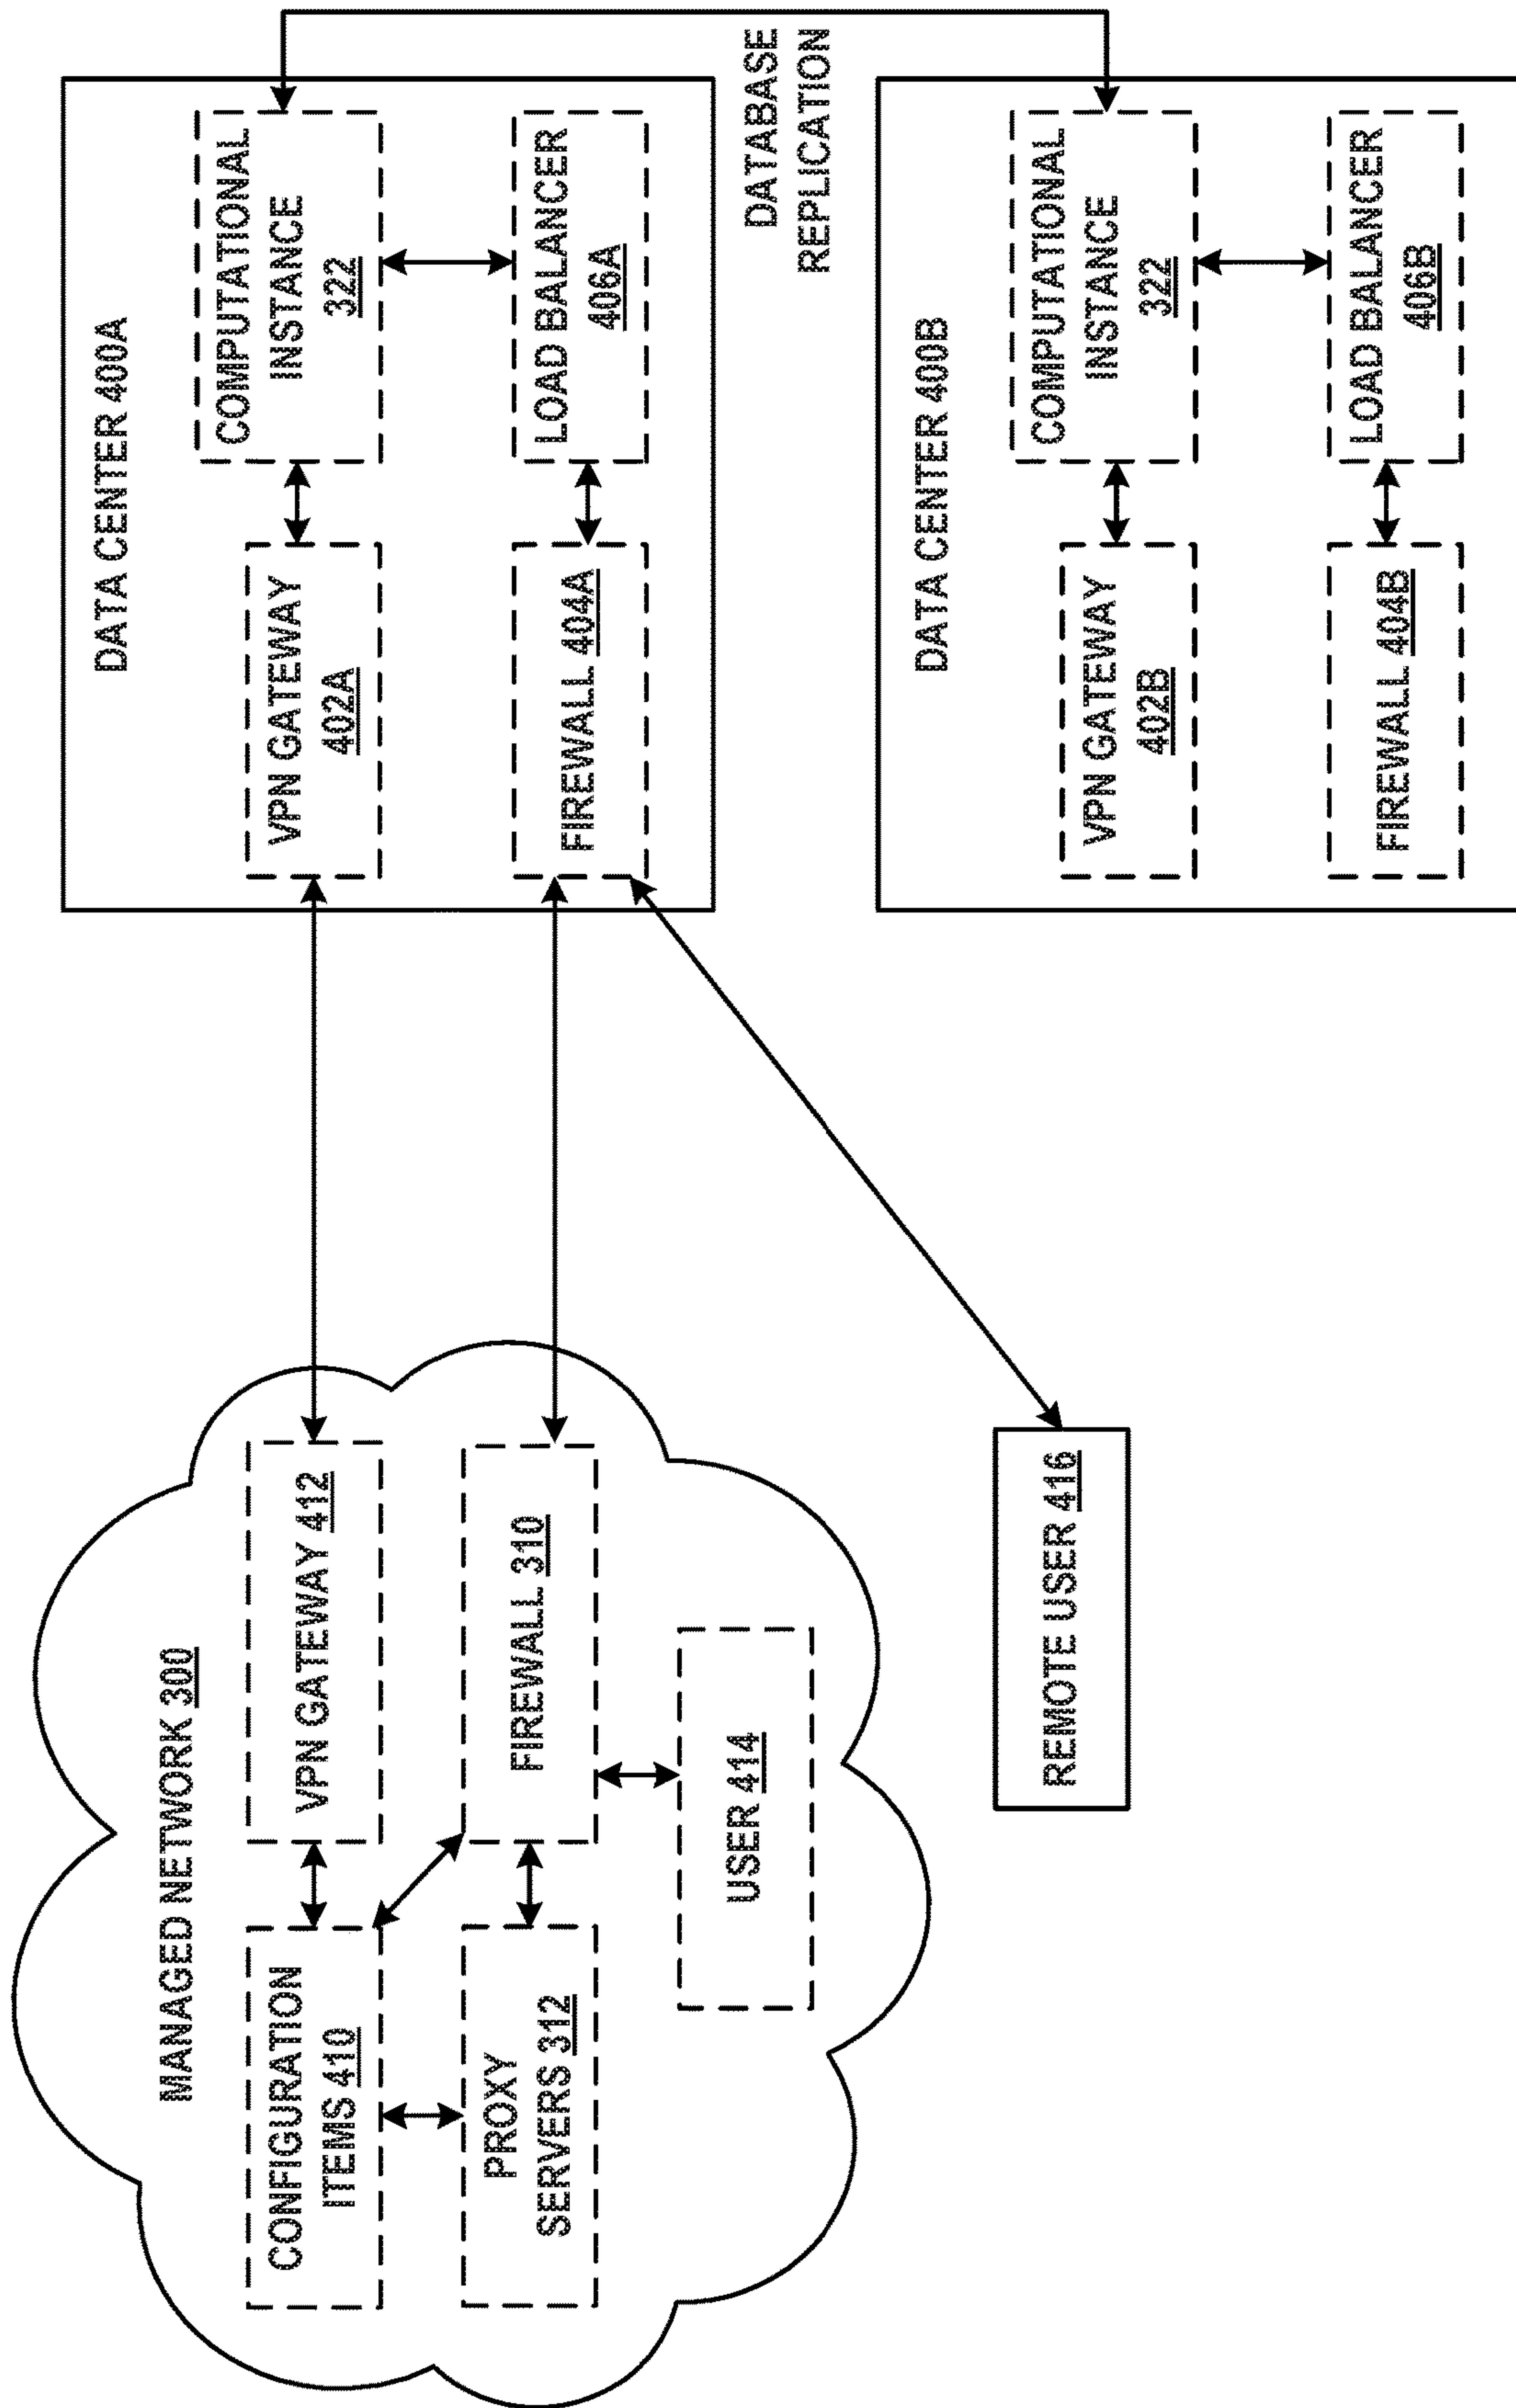 MANAGED NETWORK 300
CONFIGURATION
ITEMS 410
VPN GATEWAY 412
PROXY
SERVERS 312
FIREWALL 310
USER 414
REMOTE USER 416
DATA CENTER 400A
VPN GATEWAY
402A
COMPUTATIONAL
INSTANCE
322
FIREWALL 404A
LOAD BALANCER
406A
DATABASE
REPLICATION
DATA CENTER 400B
VPN GATEWAY
402B
COMPUTATIONAL
INSTANCE
322
FIREWALL 404B
LOAD BALANCER
406B